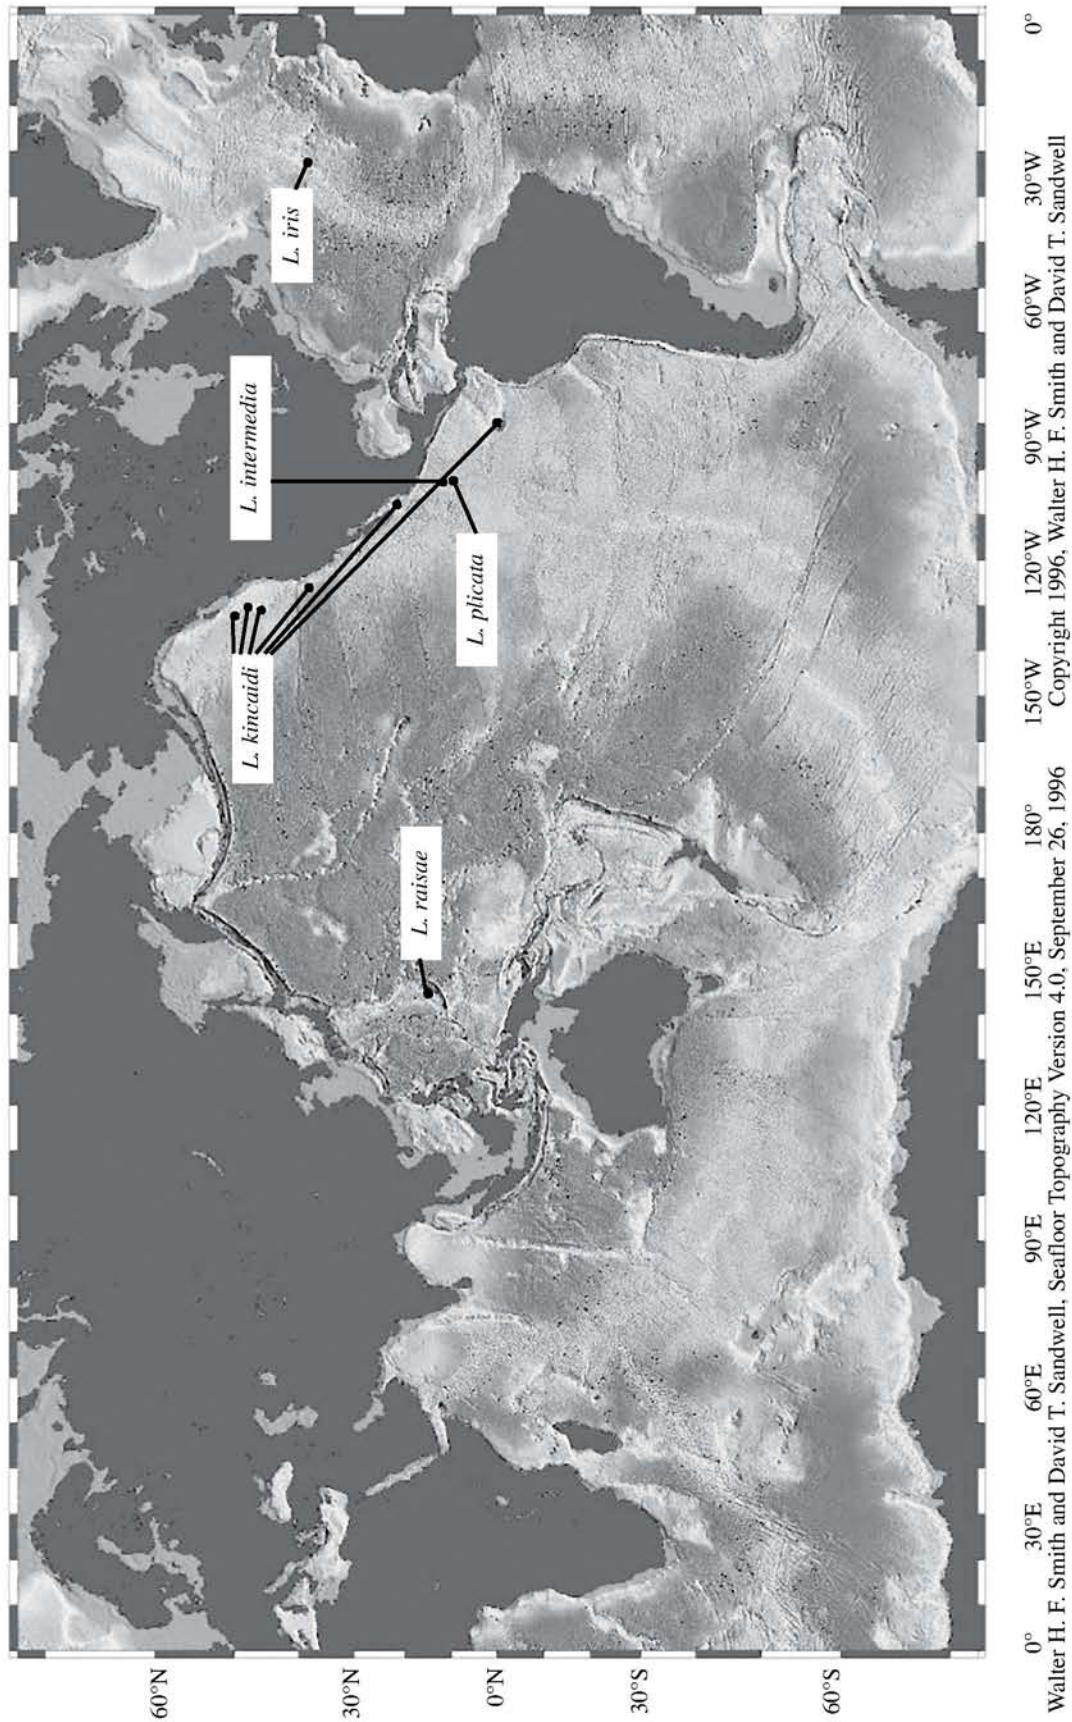 60°N
30°N
0°N
30°S
60°S
L. kincaidi
L. intermedia
L. plicata
L. raisae
L. iris
0°
30°E
60°E
90°E
120°E
150°E
180°
150°W
120°W
90°W
60°W
30°W
0°
Walter H. F. Smith and David T. Sandwell, Seafloor Topography Version 4.0, September 26, 1996
Copyright 1996, Walter H. F. Smith and David T. Sandwell